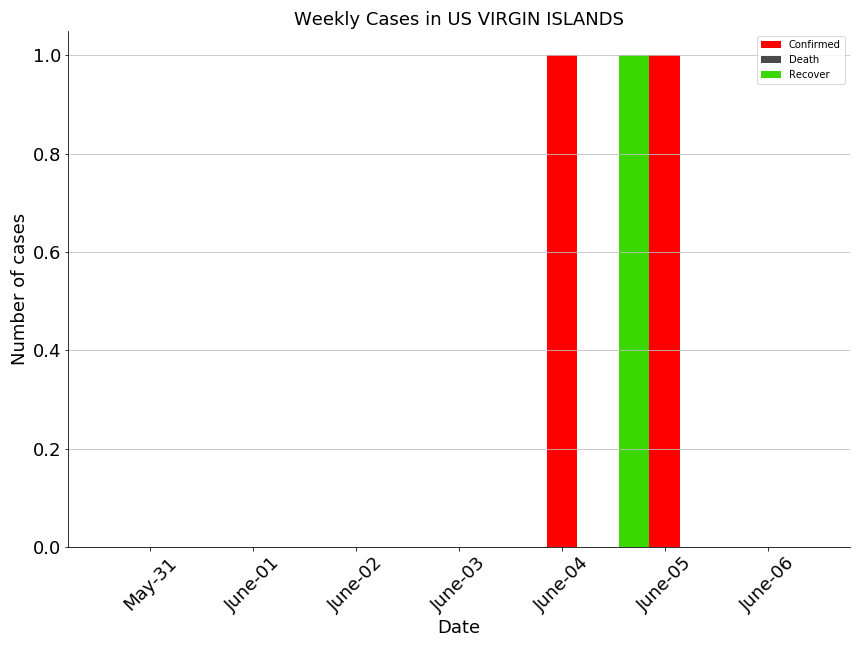 Weekly Cases in US VIRGIN ISLANDS
Confirmed
Death
Recover
Number of cases
1.0
0.8
0.6
0.4
0.2
0.0
May-31
June-01
June-02
June-03
June-04
June-05
June-06
Date